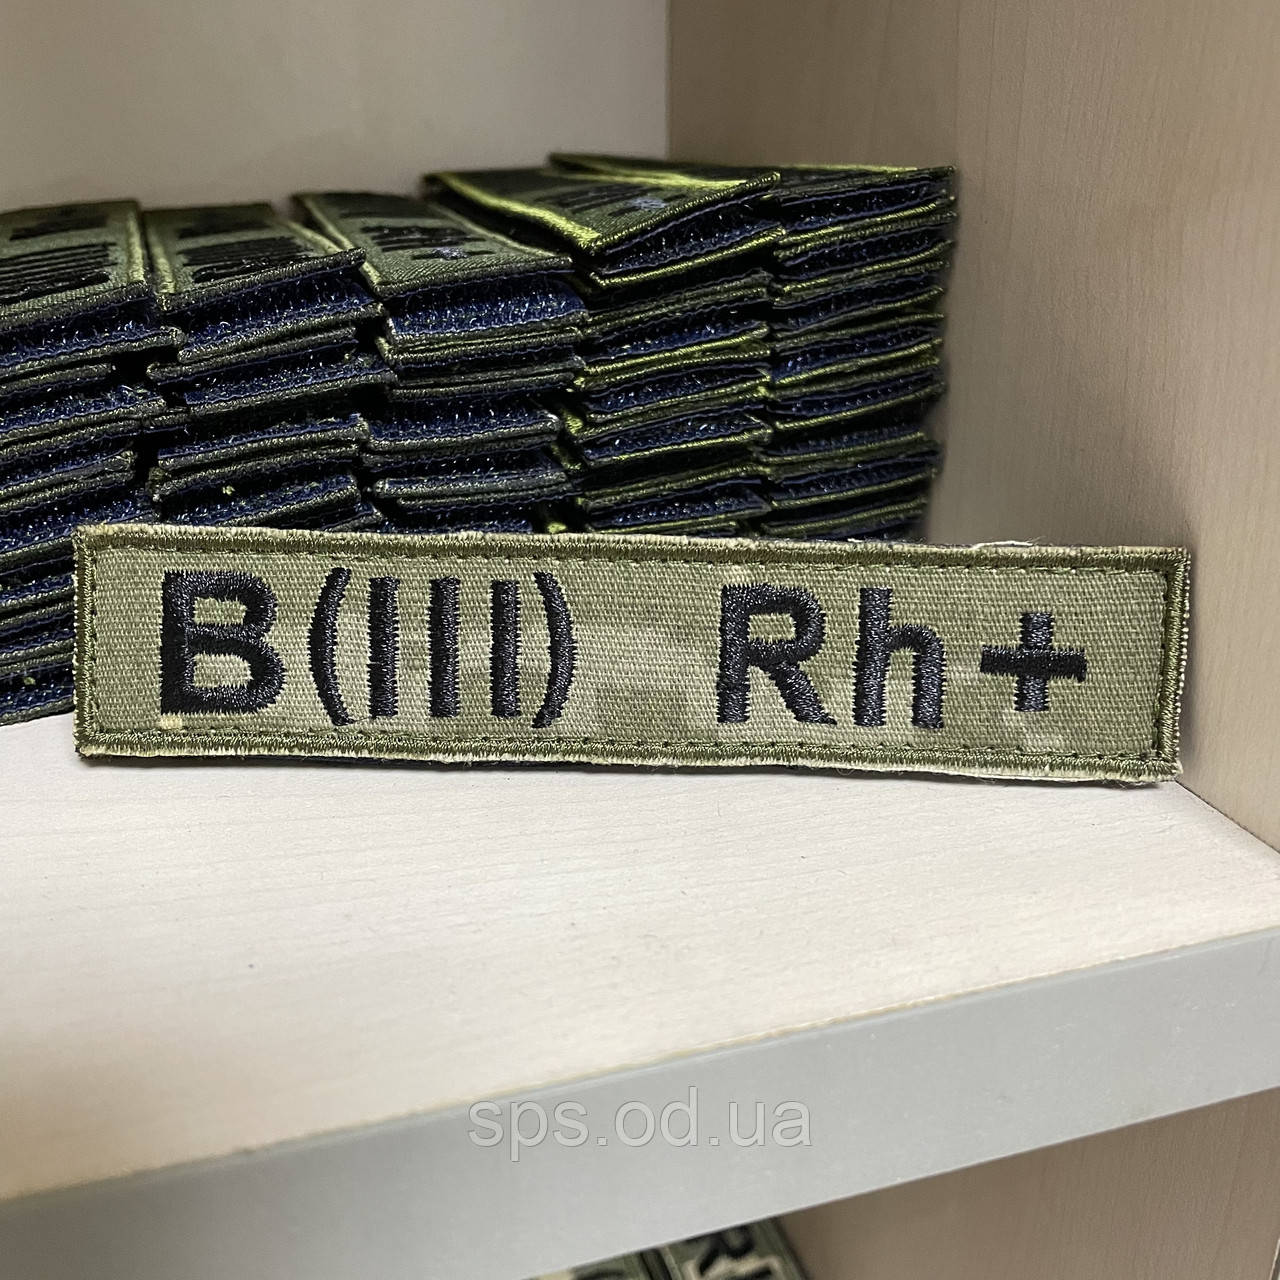 B(III) Rh+
sps.od.ua